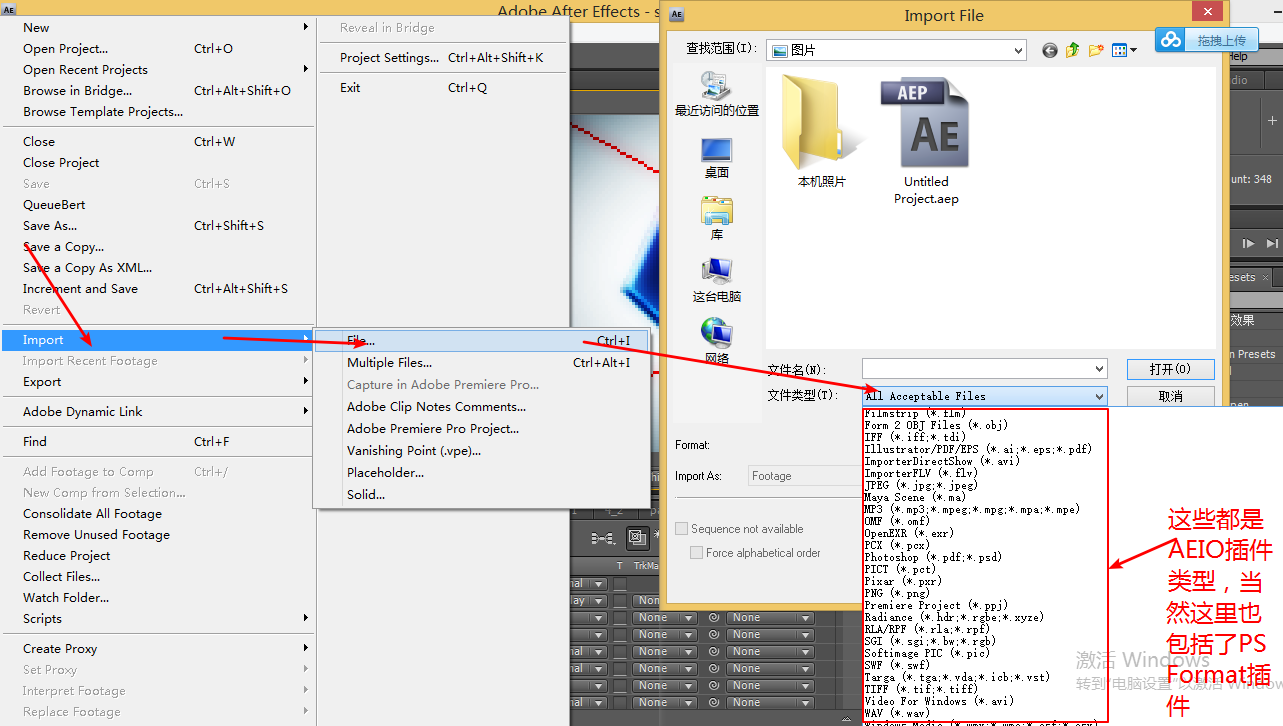 AE
Adobe After Effects - s
New
Open Project... Ctrl+O
Open Recent Projects
Browse in Bridge... Ctrl+Alt+Shift+O
Browse Template Projects...
Close Ctrl+W
Close Project
Save Ctrl+S
QueueBert
Save As... Ctrl+Shift+S
Save a Copy...
Save a Copy As XML...
Increment and Save Ctrl+Alt+Shift+S
Revert
Import
Import Recent Footage
Export
Adobe Dynamic Link
Find Ctrl+F
Add Footage to Comp Ctrl+/
New Comp from Selection...
Consolidate All Footage
Remove Unused Footage
Reduce Project
Collect Files...
Watch Folder...
Scripts
Create Proxy
Set Proxy
Interpret Footage
Replace Footage
Reveal in Bridge
Project Settings... Ctrl+Alt+Shift+K
Exit Ctrl+Q
File... Ctrl+I
Multiple Files... Ctrl+Alt+I
Capture in Adobe Premiere Pro...
Adobe Clip Notes Comments...
Adobe Premiere Pro Project...
Vanishing Point (.vpe)...
Placeholder...
Solid...
T TrkMa
None None
None None
None None
None None
None None
None None
AE
Import File
查找范围(I): 图片
最近访问的位置
桌面
库
这台电脑
网络
本机照片
AEP
AE
Untitled
Project.aep
文件名(N): 打开(O)
文件类型(T): All Acceptable Files 取消
Format:
Import As: Footage
Sequence not available
Force alphabetical order
Filmstrip (*.flm)
Form 2 OBJ Files (*.obj)
IFF (*.iff;*.tdi)
Illustrator/PDF/EPS (*.ai;*.eps;*.pdf)
ImporterDirectShow (*.avi)
ImporterFLV (*.flv)
JPEG (*.jpg;*.jpeg)
Maya Scene (*.ma)
MP3 (*.mp3;*.mpeg;*.mpg;*.mpa;*.mpe)
OMF (*.omf)
OpenEXR (*.exr)
PCX (*.pcx)
Photoshop (*.pdf;*.psd)
PICT (*.pct)
Pixar (*.pxr)
PNG (*.png)
Premiere Project (*.ppj)
Radiance (*.hdr;*.rgbe;*.xyze)
RLA/RPF (*.rla;*.rpf)
SGI (*.sgi;*.bw;*.rgb)
Softimage PIC (*.pic)
SWF (*.swf)
Targa (*.tga;*.vda;*.icb;*.vst)
TIFF (*.tif;*.tiff)
Video For Windows (*.avi)
WAV (*.wav)
拖拽上传
Help
unt: 348
esets ×
效果
n Presets
这些都是
AEIO插件
类型，当
然这里也
包括了PS
Format插
件
激活 Windows
转到"电脑设置"以激活 Window